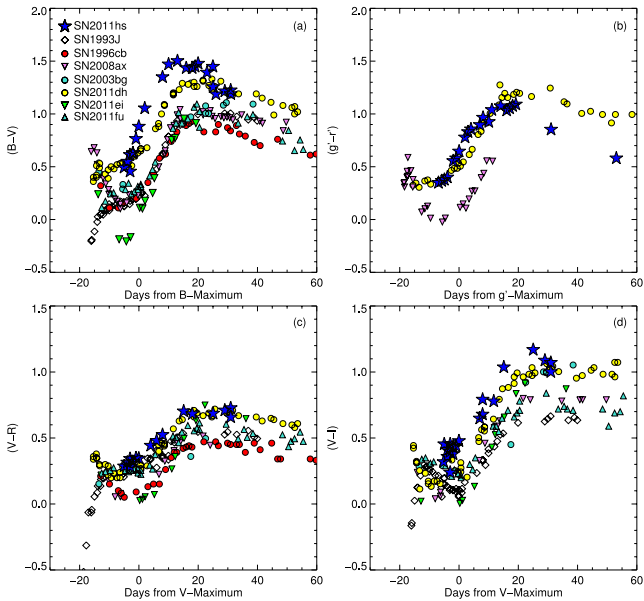 (a)
SN2011hs
SN1993J
SN1996cb
SN2008ax
SN2003bg
SN2011dh
SN2011ei
SN2011fu
2.0
1.5
1.0
0.5
0.0
−0.5
(B−V)
−20 0 20 40 60
Days from B−Maximum
(b)
2.0
1.5
1.0
0.5
0.0
−0.5
(g'−r')
−20 0 20 40 60
Days from g'−Maximum
(c)
1.5
1.0
0.5
0.0
−0.5
(V−R)
−20 0 20 40 60
Days from V−Maximum
(d)
1.5
1.0
0.5
0.0
−0.5
(V−I)
−20 0 20 40 60
Days from V−Maximum